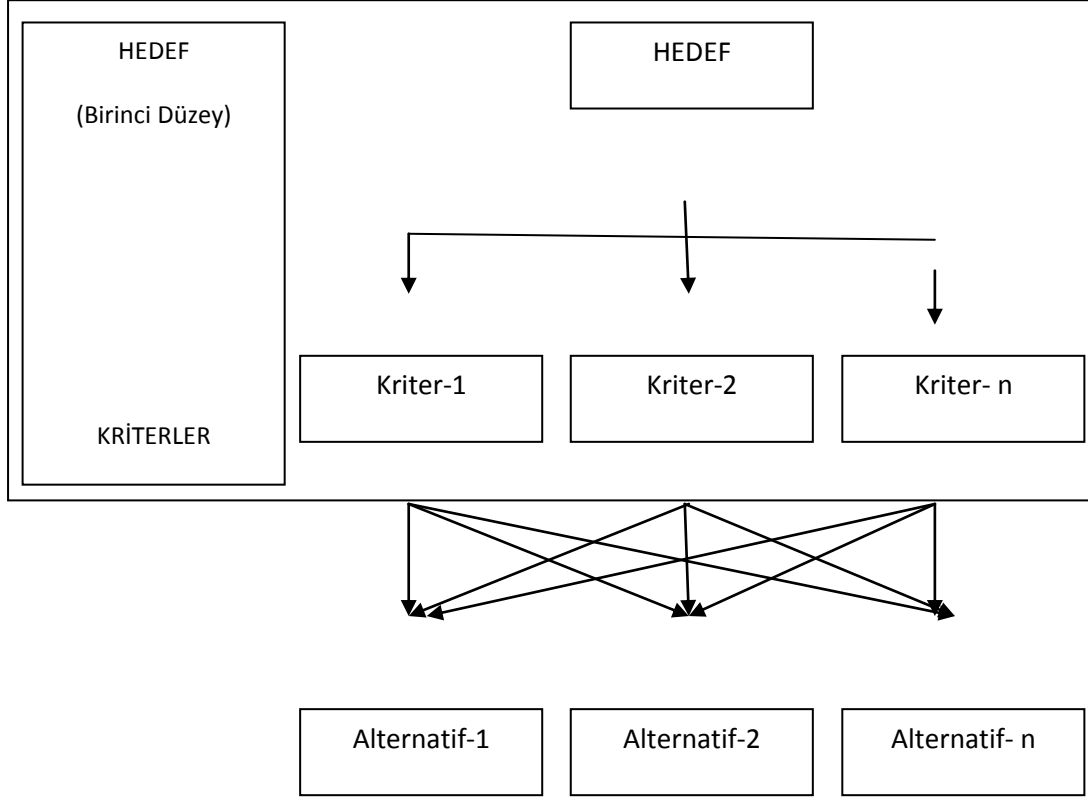 HEDEF
(Birinci Düzey)
KRİTERLER
HEDEF
Kriter-1
Kriter-2
Kriter- n
Alternatif-1
Alternatif-2
Alternatif- n